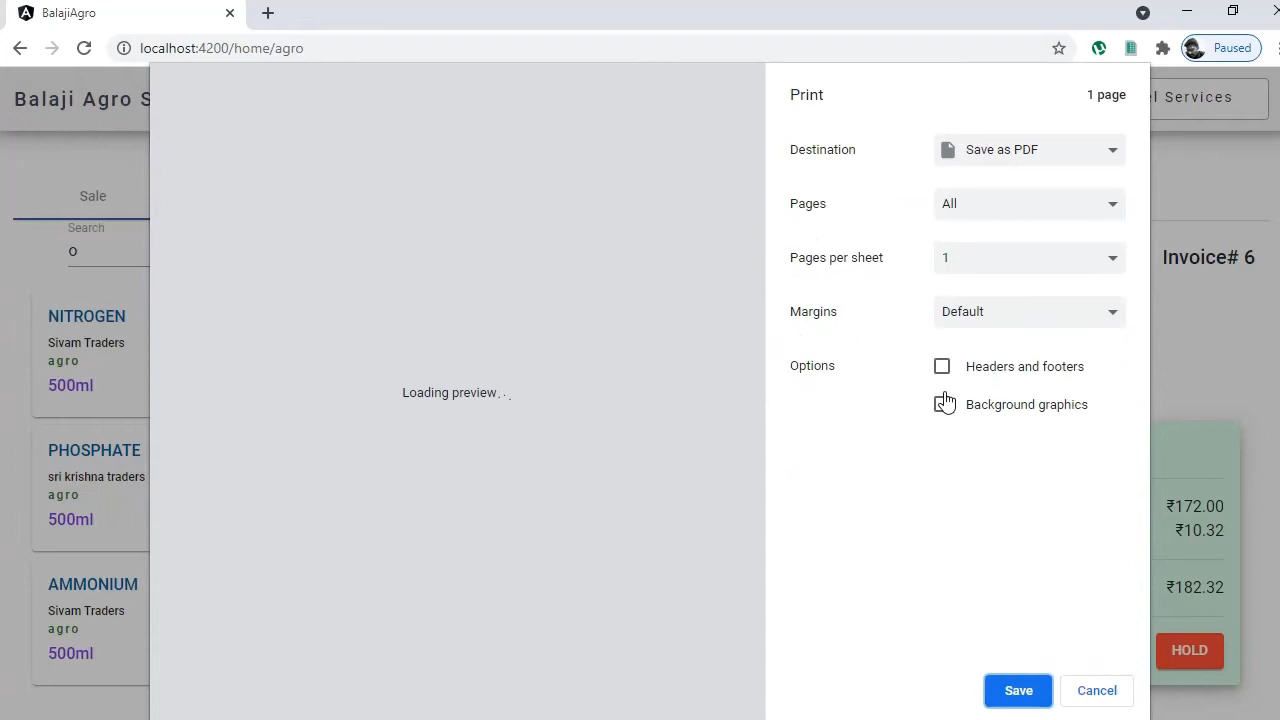 BalajiAgro
localhost:4200/home/agro
Paused
Balaji Agro S
el Services
Sale
Search
o
Invoice# 6
NITROGEN
Sivam Traders
agro
500ml
PHOSPHATE
sri krishna traders
agro
500ml
AMMONIUM
Sivam Traders
agro
500ml
Loading preview...
Print
1 page
Destination
Save as PDF
Pages
All
Pages per sheet
1
Margins
Default
Options
Headers and footers
Background graphics
Save
Cancel
₹172.00
₹10.32
₹182.32
HOLD